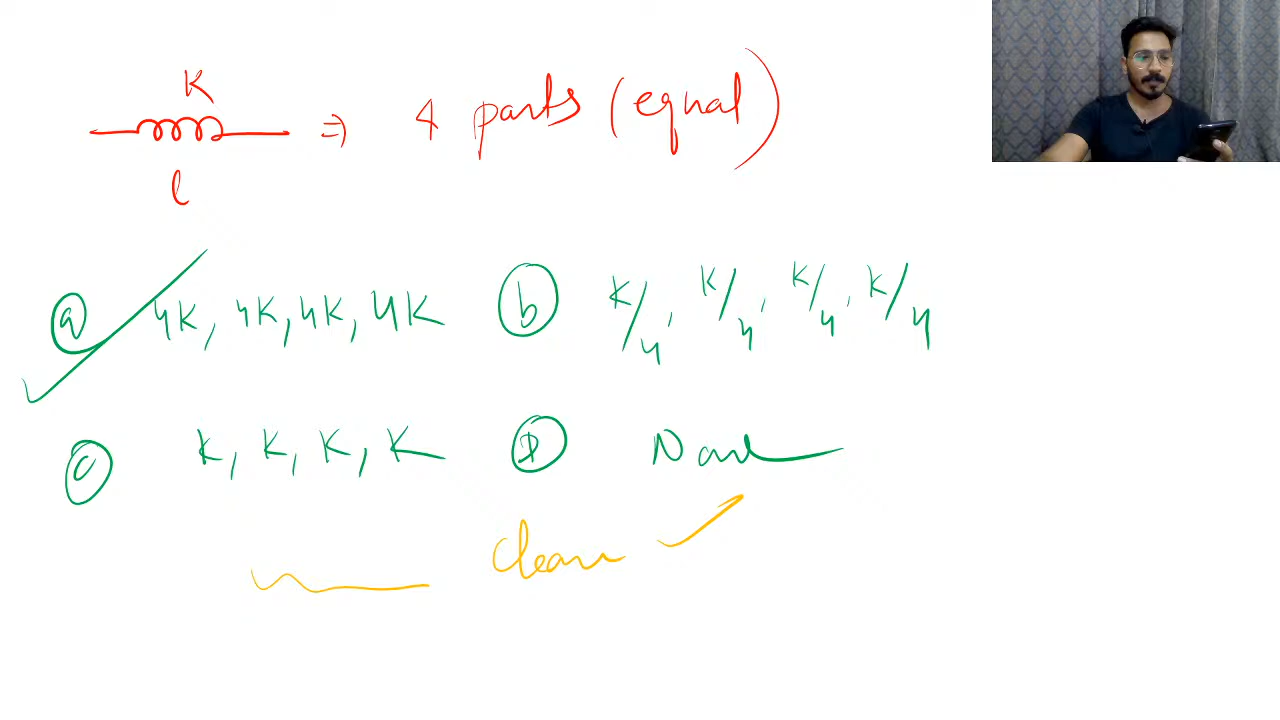 K
l ⇒ 4 parts (equal)
ⓐ 4K, 4K, 4K, 4K ⓑ K/4, K/4, K/4, K/4
ⓒ K, K, K, K ⓓ None
Clear ✓